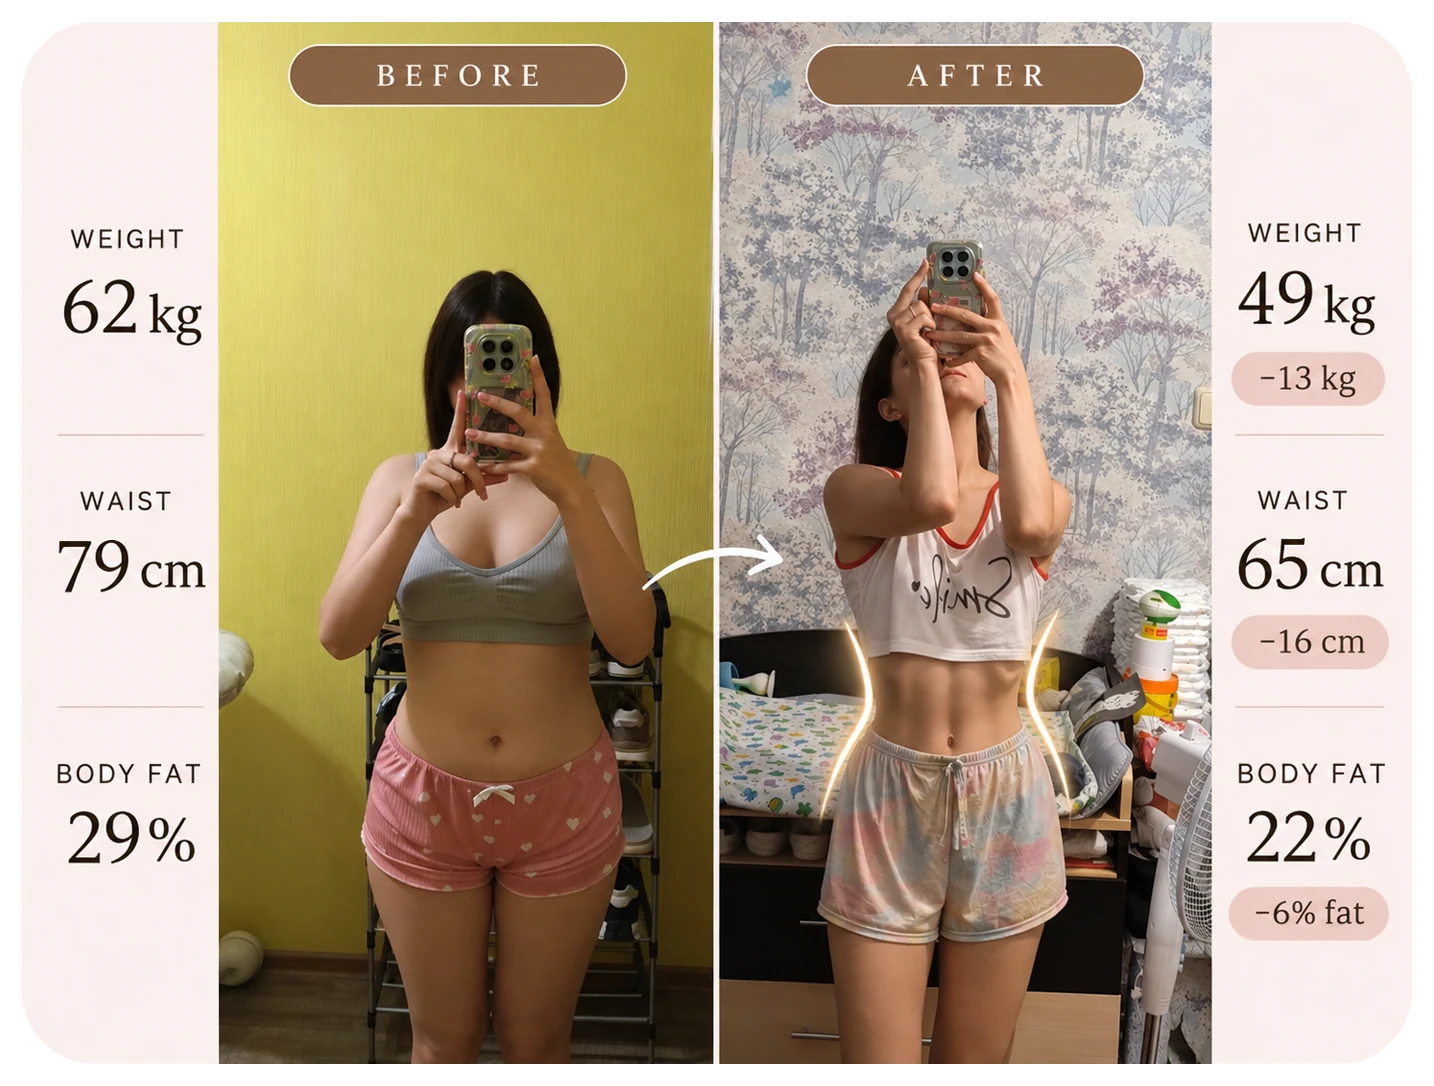 BEFORE
WEIGHT
62 kg
WAIST
79 cm
BODY FAT
29%
AFTER
Smile
WEIGHT
49 kg
-13 kg
WAIST
65 cm
-16 cm
BODY FAT
22%
-6% fat